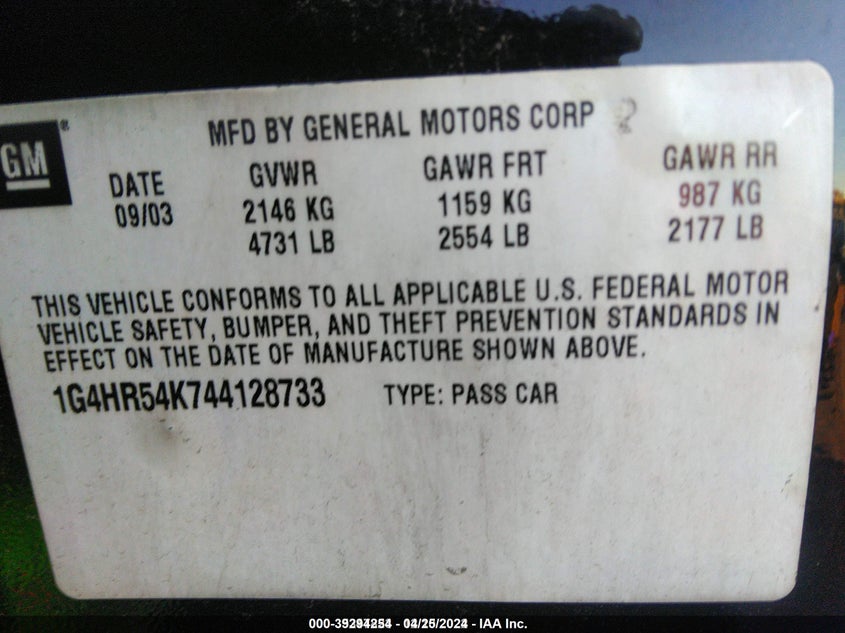 MFD BY GENERAL MOTORS CORP
GM ®
DATE GVWR GAWR FRT GAWR RR
09/03 2146 KG 1159 KG 987 KG
4731 LB 2554 LB 2177 LB
THIS VEHICLE CONFORMS TO ALL APPLICABLE U.S. FEDERAL MOTOR
VEHICLE SAFETY, BUMPER, AND THEFT PREVENTION STANDARDS IN
EFFECT ON THE DATE OF MANUFACTURE SHOWN ABOVE.
1G4HR54K744128733 TYPE: PASS CAR
- IAA Inc.